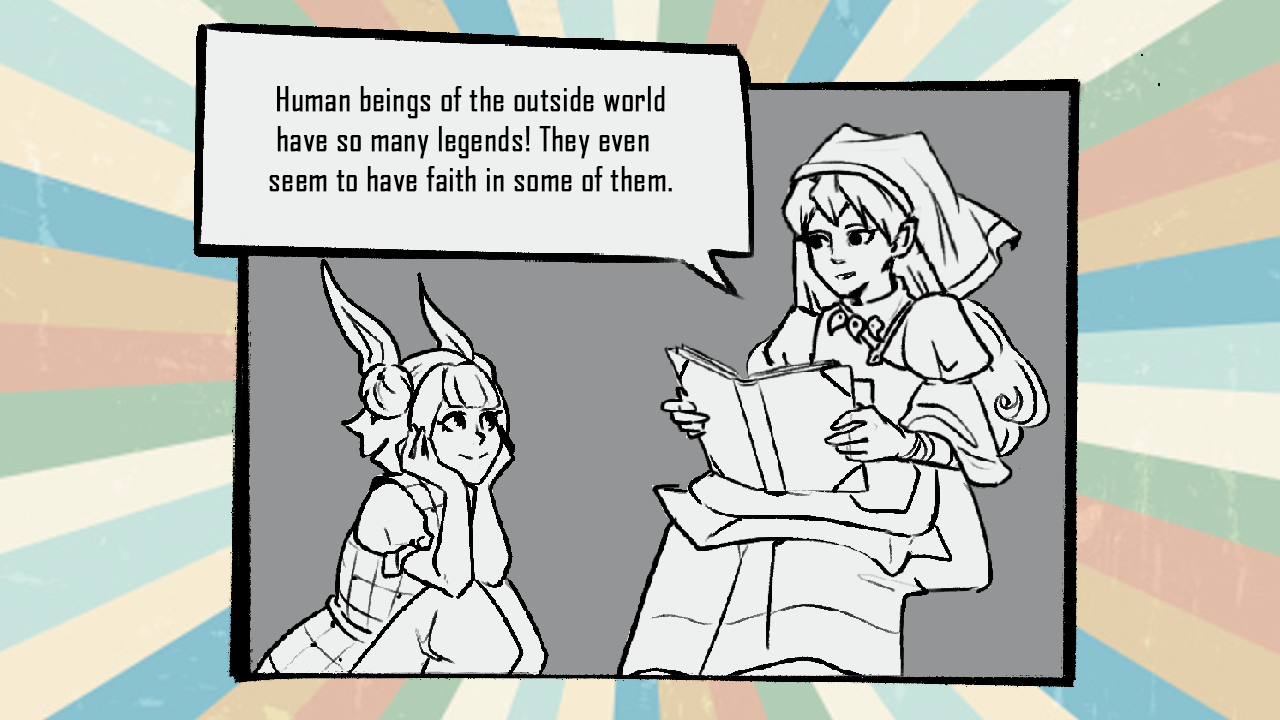 Human beings of the outside world
have so many legends! They even
seem to have faith in some of them.